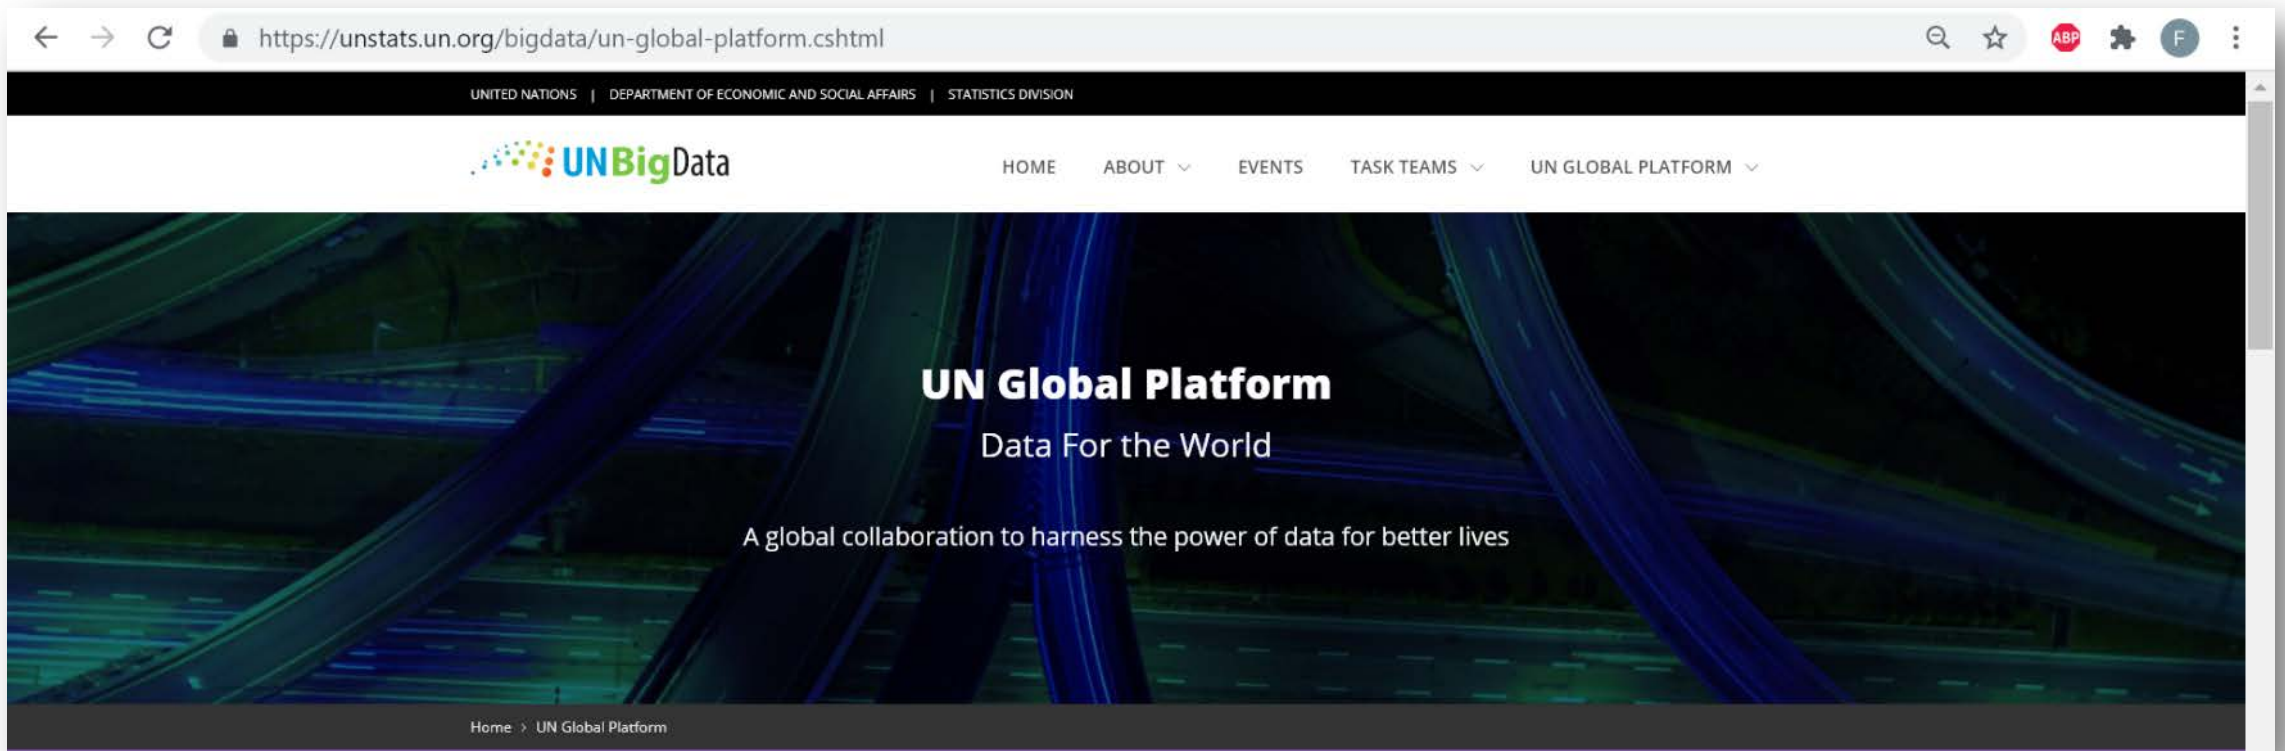 https://unstats.un.org/bigdata/un-global-platform.cshtml
ABP
F
UNITED NATIONS | DEPARTMENT OF ECONOMIC AND SOCIAL AFFAIRS | STATISTICS DIVISION
UNBigData
HOME ABOUT EVENTS TASK TEAMS UN GLOBAL PLATFORM
UN Global Platform
Data For the World
A global collaboration to harness the power of data for better lives
Home > UN Global Platform